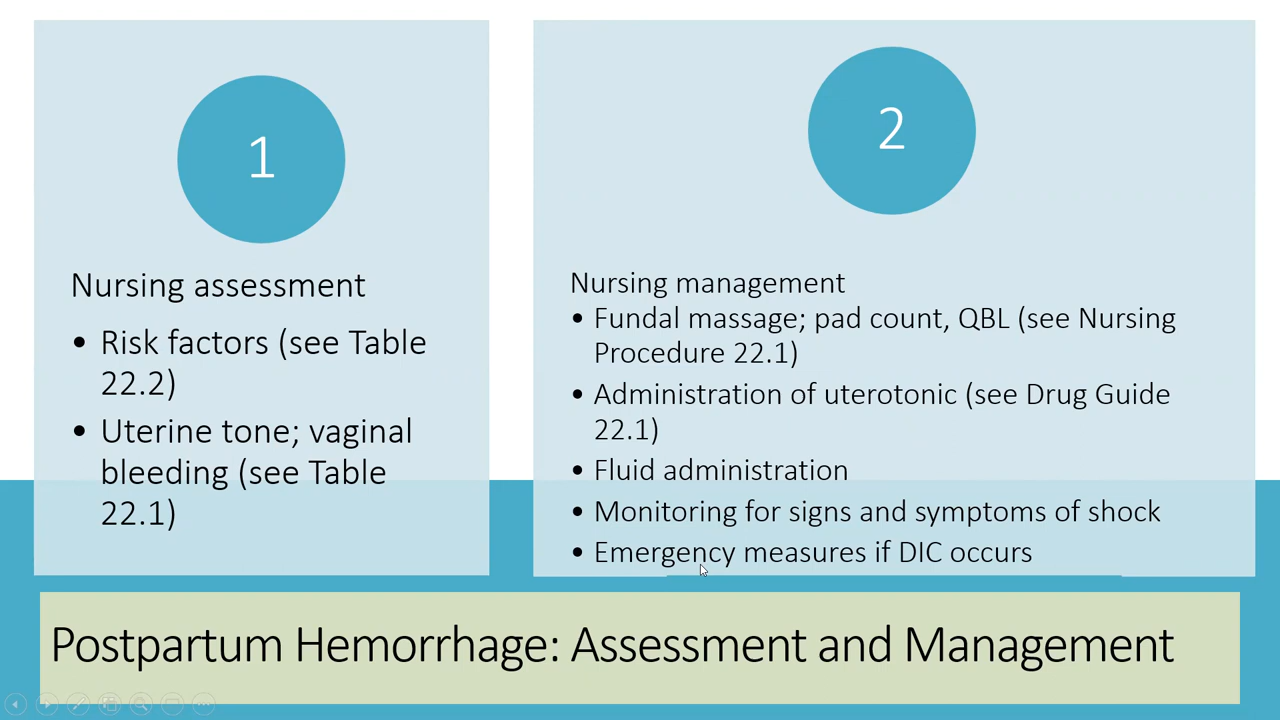 1
Nursing assessment
• Risk factors (see Table
22.2)
• Uterine tone; vaginal
bleeding (see Table
22.1)
2
Nursing management
• Fundal massage; pad count, QBL (see Nursing
Procedure 22.1)
• Administration of uterotonic (see Drug Guide
22.1)
• Fluid administration
• Monitoring for signs and symptoms of shock
• Emergency measures if DIC occurs
Postpartum Hemorrhage: Assessment and Management